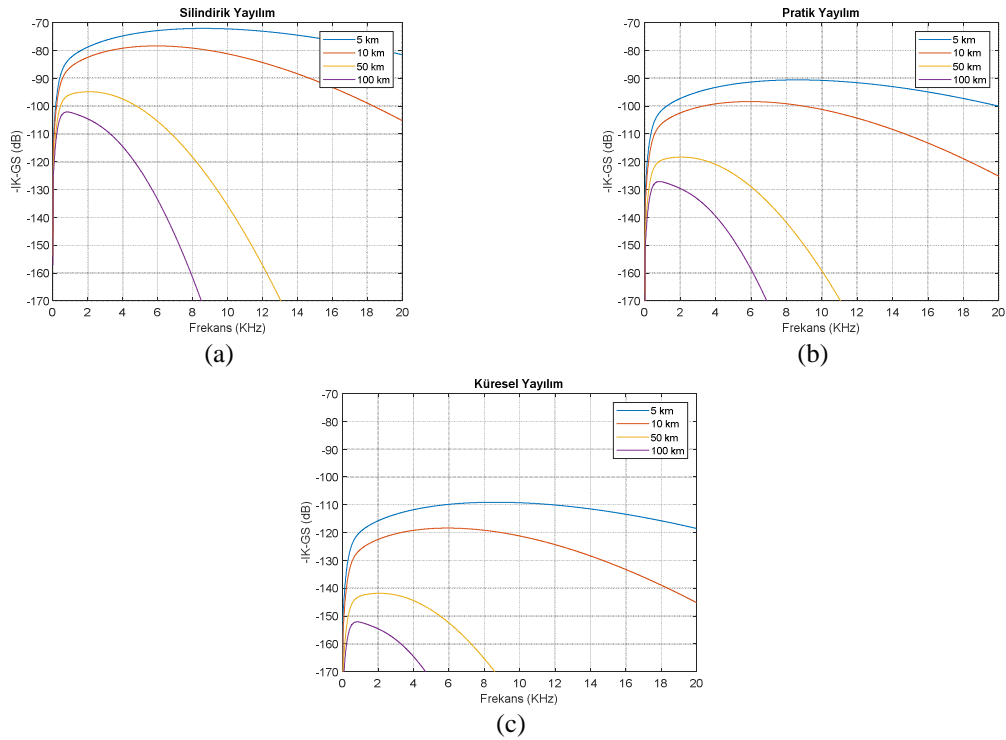 Silindirik Yayılım
-IK-GS (dB)
-70
-80
-90
-100
-110
-120
-130
-140
-150
-160
-170
5 km
10 km
50 km
100 km
0 2 4 6 8 10 12 14 16 18 20
Frekans (KHz)
(a)
Pratik Yayılım
-IK-GS (dB)
-70
-80
-90
-100
-110
-120
-130
-140
-150
-160
-170
5 km
10 km
50 km
100 km
0 2 4 6 8 10 12 14 16 18 20
Frekans (KHz)
(b)
Küresel Yayılım
-IK-GS (dB)
-70
-80
-90
-100
-110
-120
-130
-140
-150
-160
-170
5 km
10 km
50 km
100 km
0 2 4 6 8 10 12 14 16 18 20
Frekans (KHz)
(c)